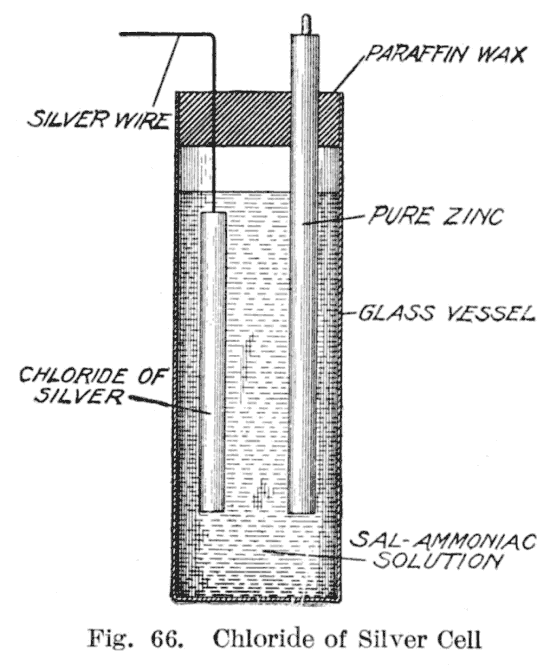 PARAFFIN WAX
SILVER WIRE
PURE ZINC
GLASS VESSEL
CHLORIDE OF
SILVER
SAL-AMMONIAC
SOLUTION
Fig. 66. Chloride of Silver Cell